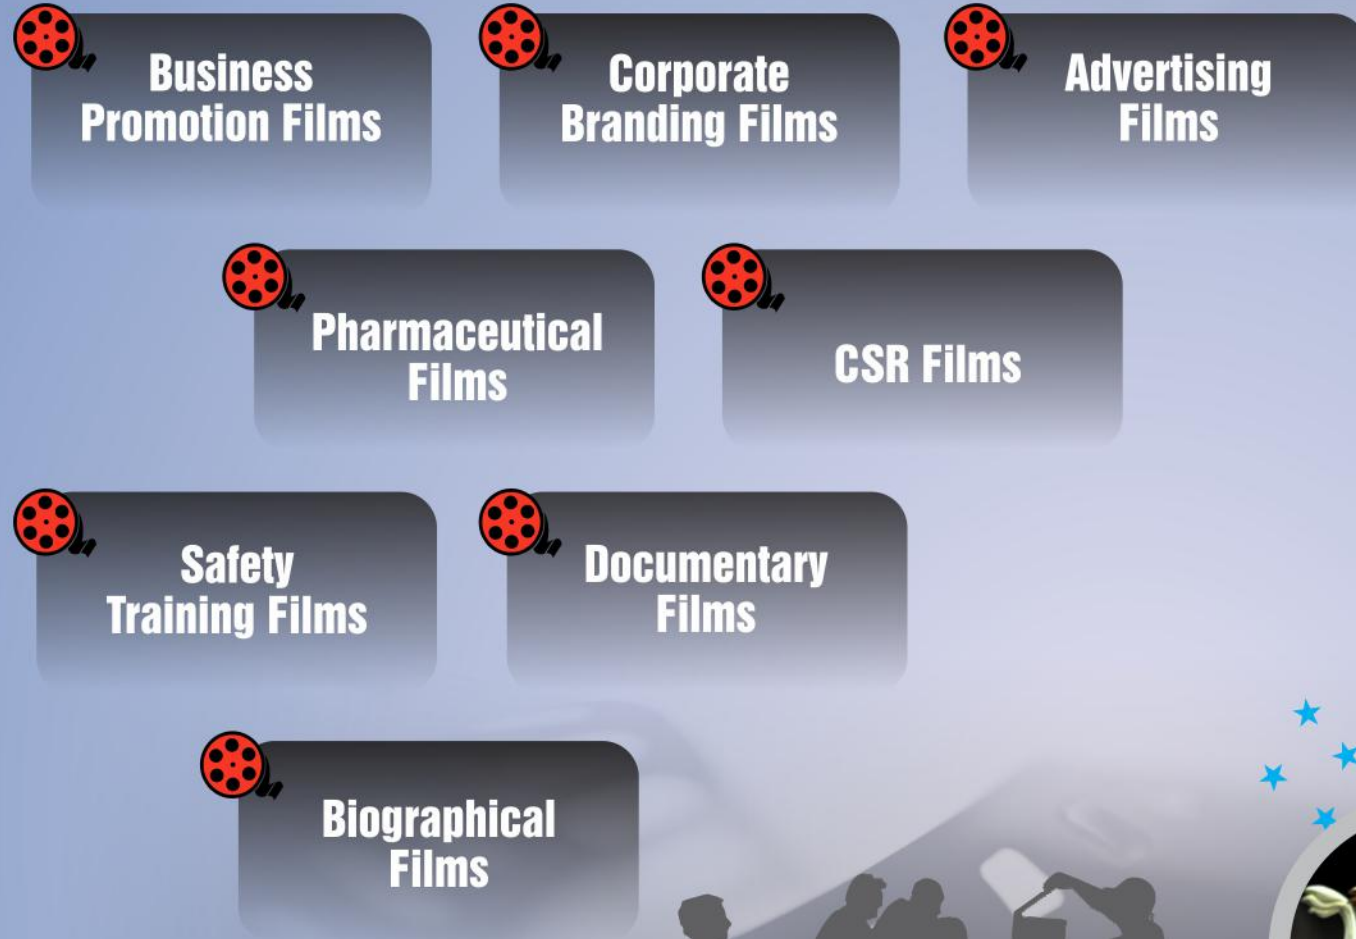 Business
Promotion Films
Corporate
Branding Films
Advertising
Films
Pharmaceutical
Films
CSR Films
Safety
Training Films
Documentary
Films
Biographical
Films